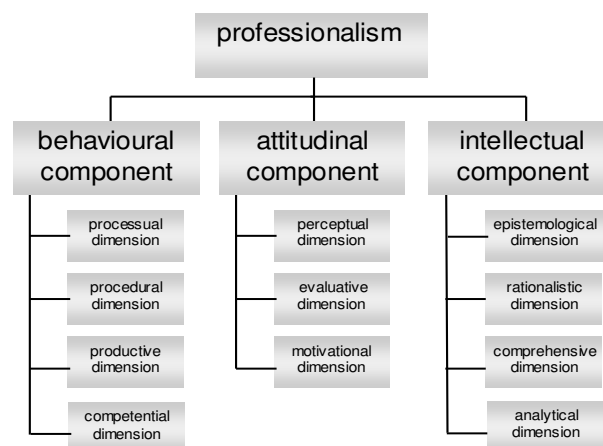 professionalism
behavioural
component
processual
dimension
procedural
dimension
productive
dimension
competential
dimension
attitudinal
component
perceptual
dimension
evaluative
dimension
motivational
dimension
intellectual
component
epistemological
dimension
rationalistic
dimension
comprehensive
dimension
analytical
dimension